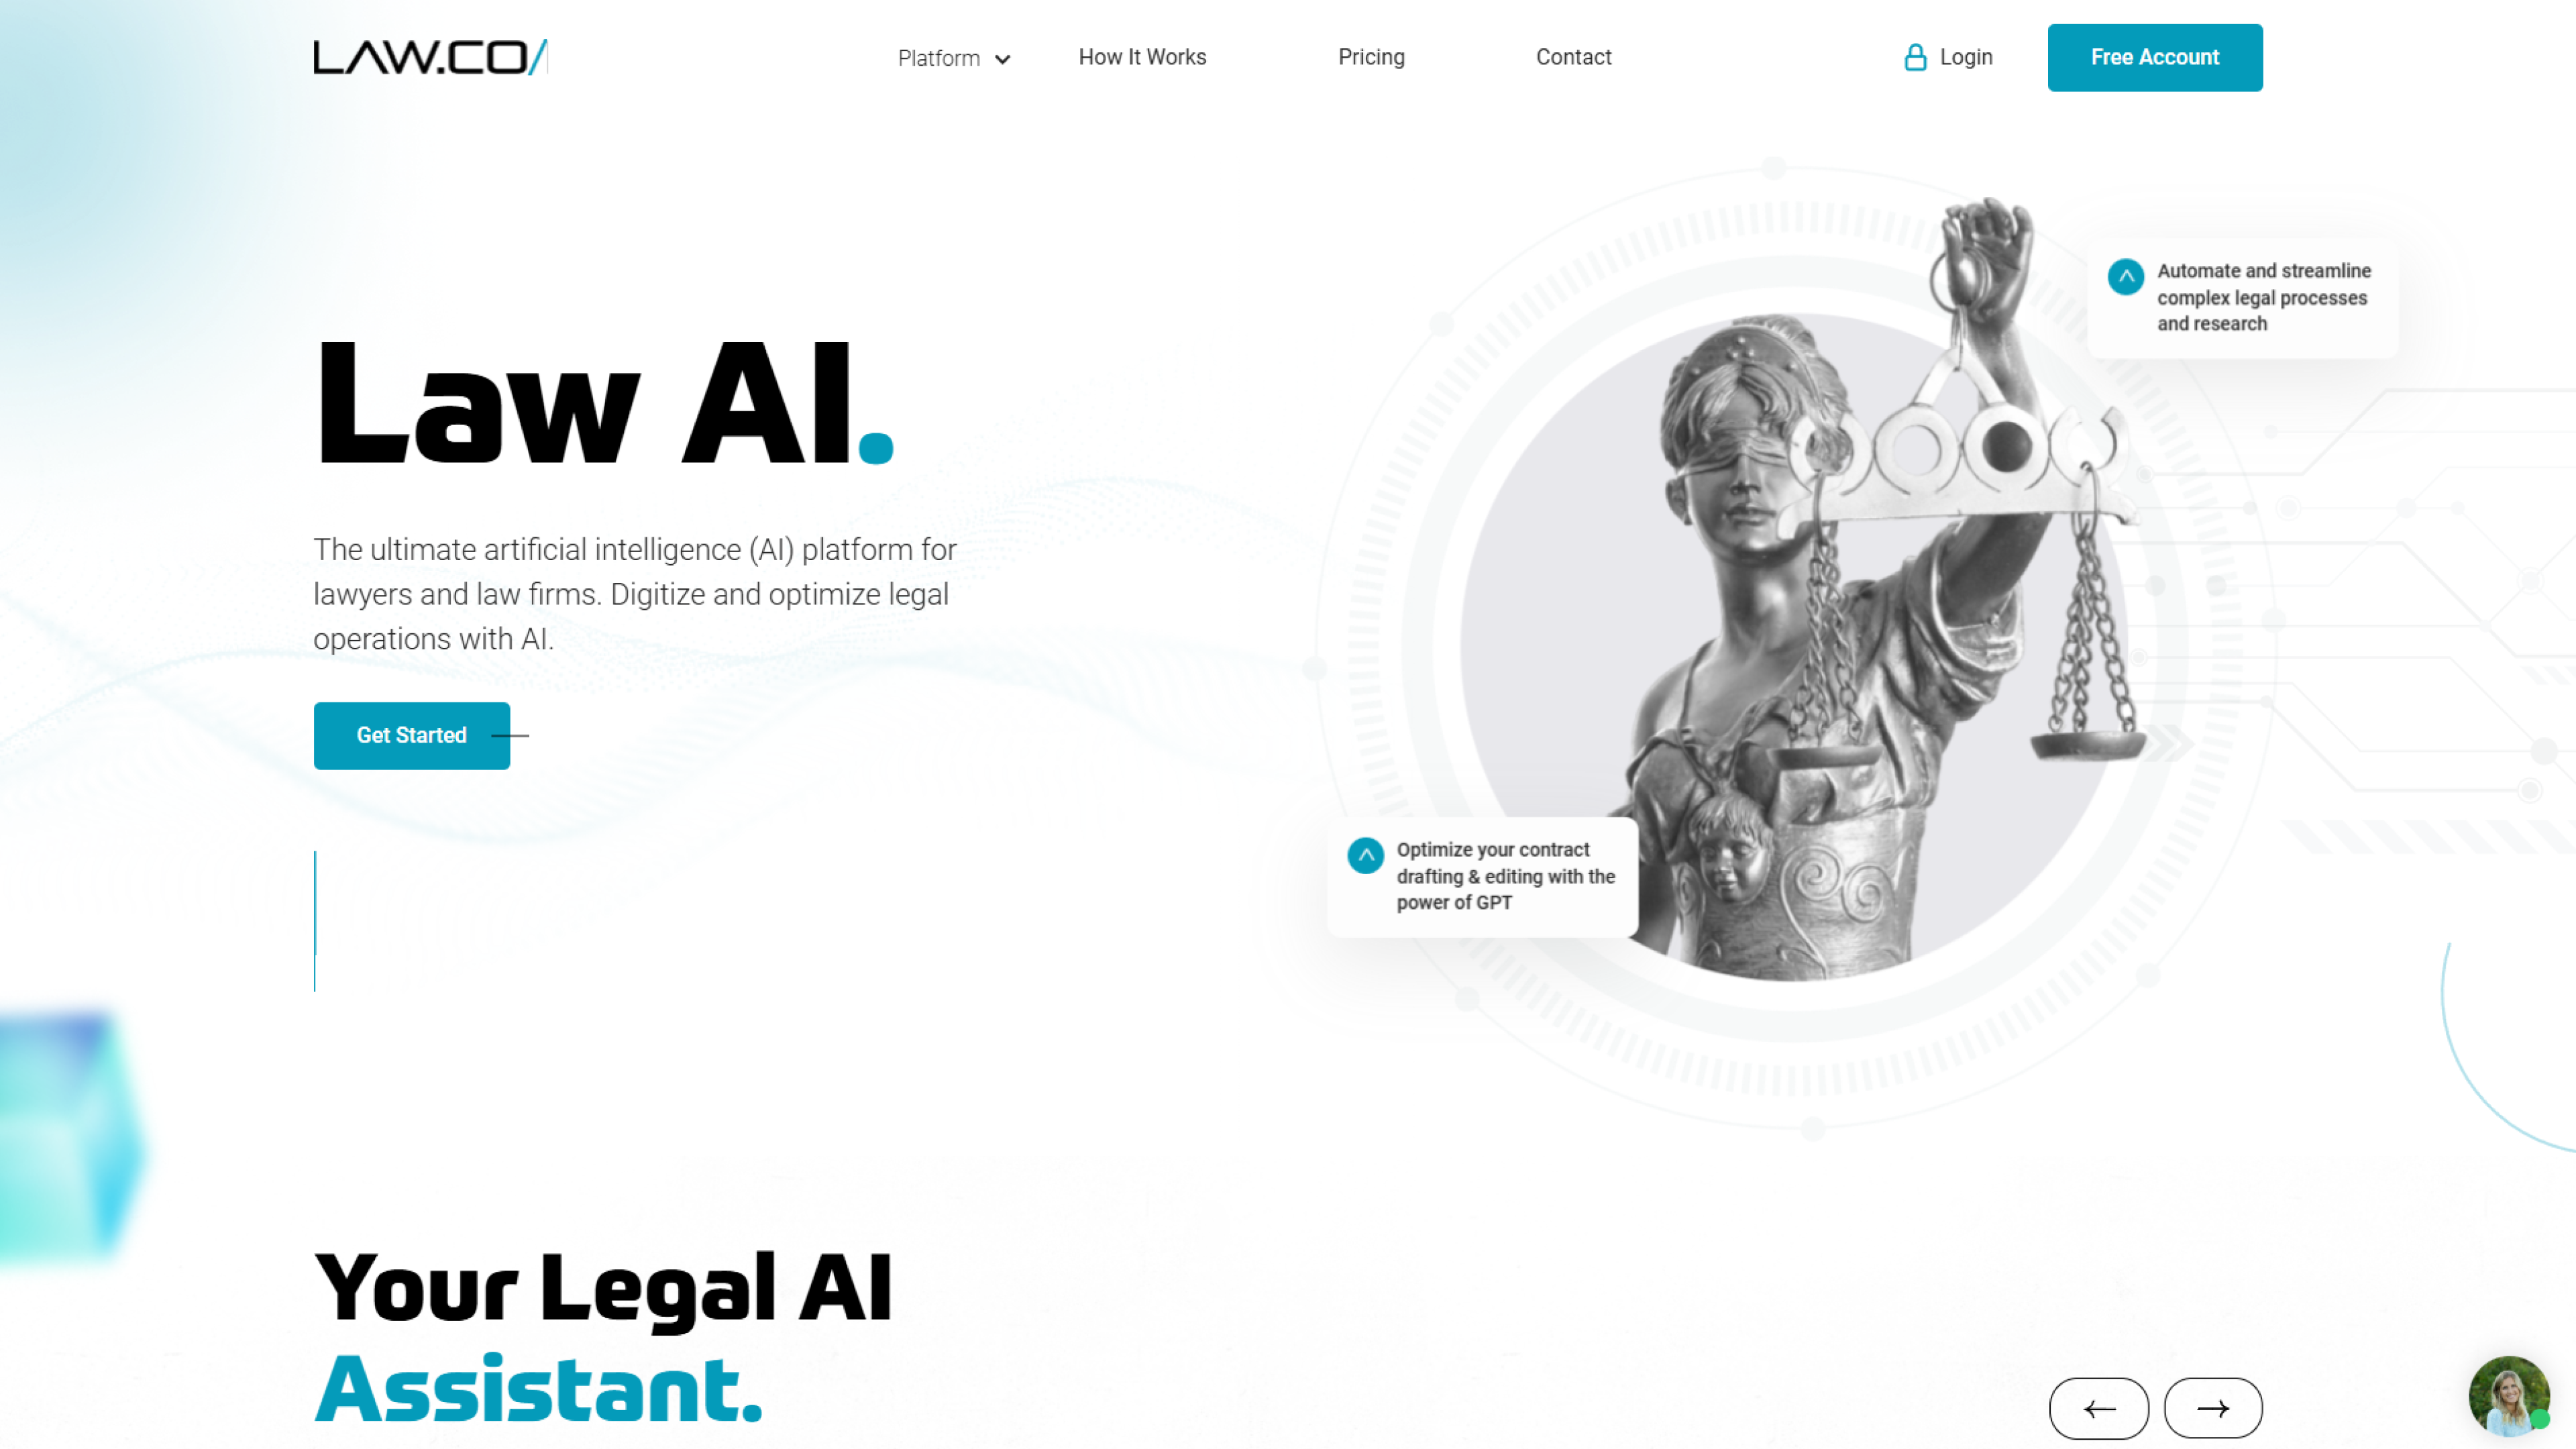 LAW.CO/
Platform
How It Works
Pricing
Contact
Login
Free Account
Automate and streamline
complex legal processes
and research
Law AI.
The ultimate artificial intelligence (AI) platform for
lawyers and law firms. Digitize and optimize legal
operations with AI.
Get Started
Optimize your contract
drafting & editing with the
power of GPT
Your Legal AI
Assistant.